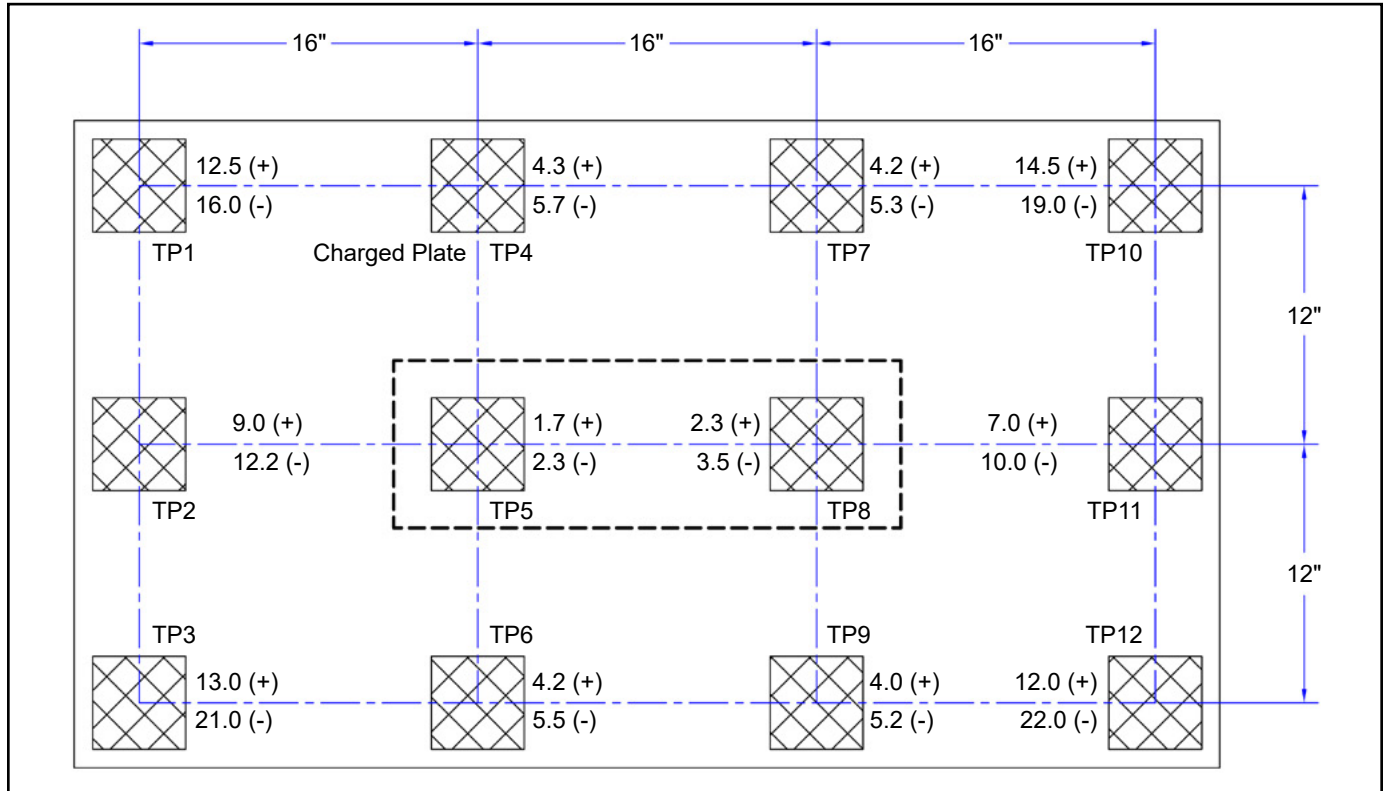 16" 16" 16"
12.5 (+) 4.3 (+) 4.2 (+) 14.5 (+)
16.0 (-) 5.7 (-) 5.3 (-) 19.0 (-)
TP1 Charged Plate TP4 TP7 TP10
12"
9.0 (+) 1.7 (+) 2.3 (+) 7.0 (+)
12.2 (-) 2.3 (-) 3.5 (-) 10.0 (-)
TP2 TP5 TP8 TP11
12"
TP3 TP6 TP9 TP12
13.0 (+) 4.2 (+) 4.0 (+) 12.0 (+)
21.0 (-) 5.5 (-) 5.2 (-) 22.0 (-)